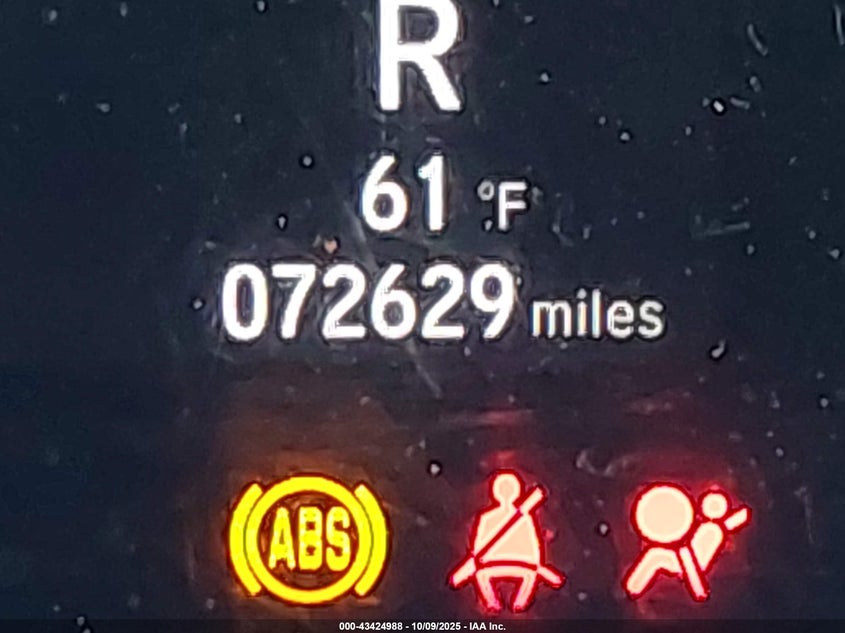 R
61 °F
072629 miles
ABS
000-43424988 - 10/09/2025 - IAA Inc.